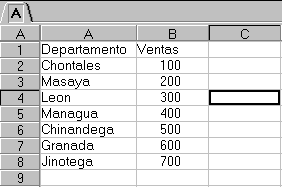 A
A A B C
1 Departamento Ventas
2 Chontales 100
3 Masaya 200
4 Leon 300
5 Managua 400
6 Chinandega 500
7 Granada 600
8 Jinotega 700
9